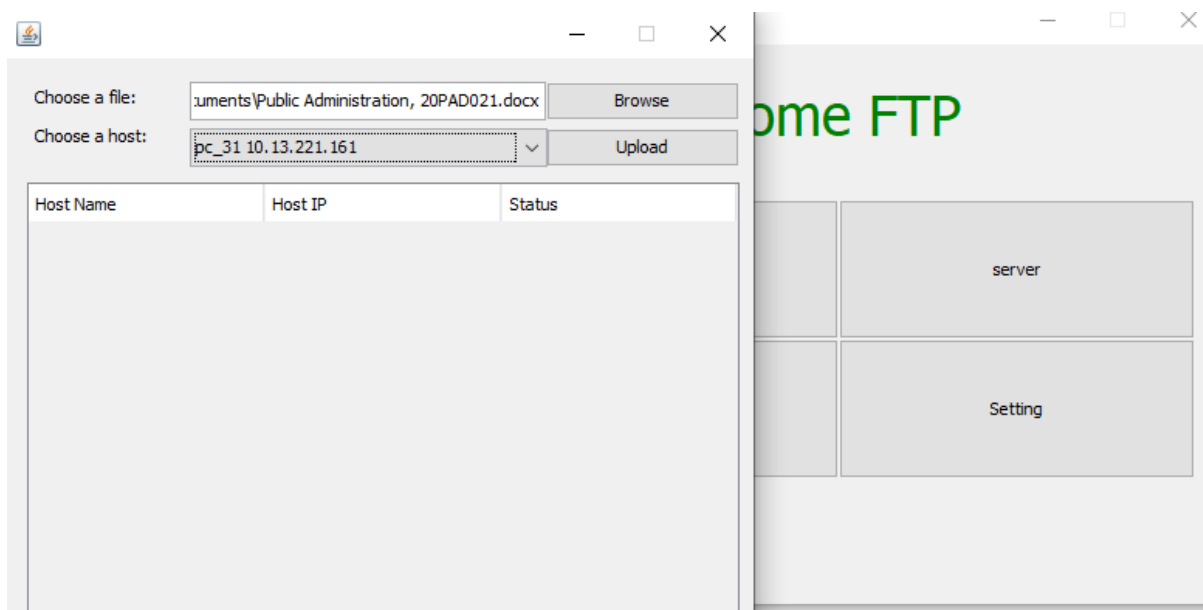 Choose a file:
:uments\Public Administration, 20PAD021.docx
Browse
Choose a host:
pc_31 10.13.221.161
Upload
Host Name
Host IP
Status
ome FTP
server
Setting